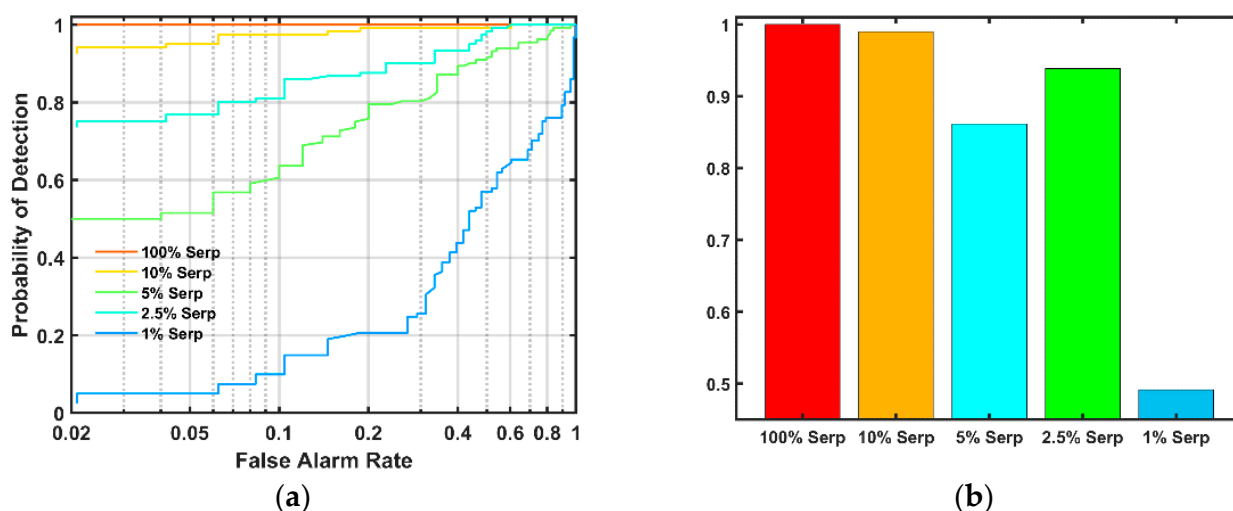 Probability of Detection
1
0.8
0.6
0.4
0.2
0
100% Serp
10% Serp
5% Serp
2.5% Serp
1% Serp
0.02 0.05 0.1 0.2 0.4 0.6 0.8 1
False Alarm Rate
(a)
1
0.9
0.8
0.7
0.6
0.5
100% Serp 10% Serp 5% Serp 2.5% Serp 1% Serp
(b)